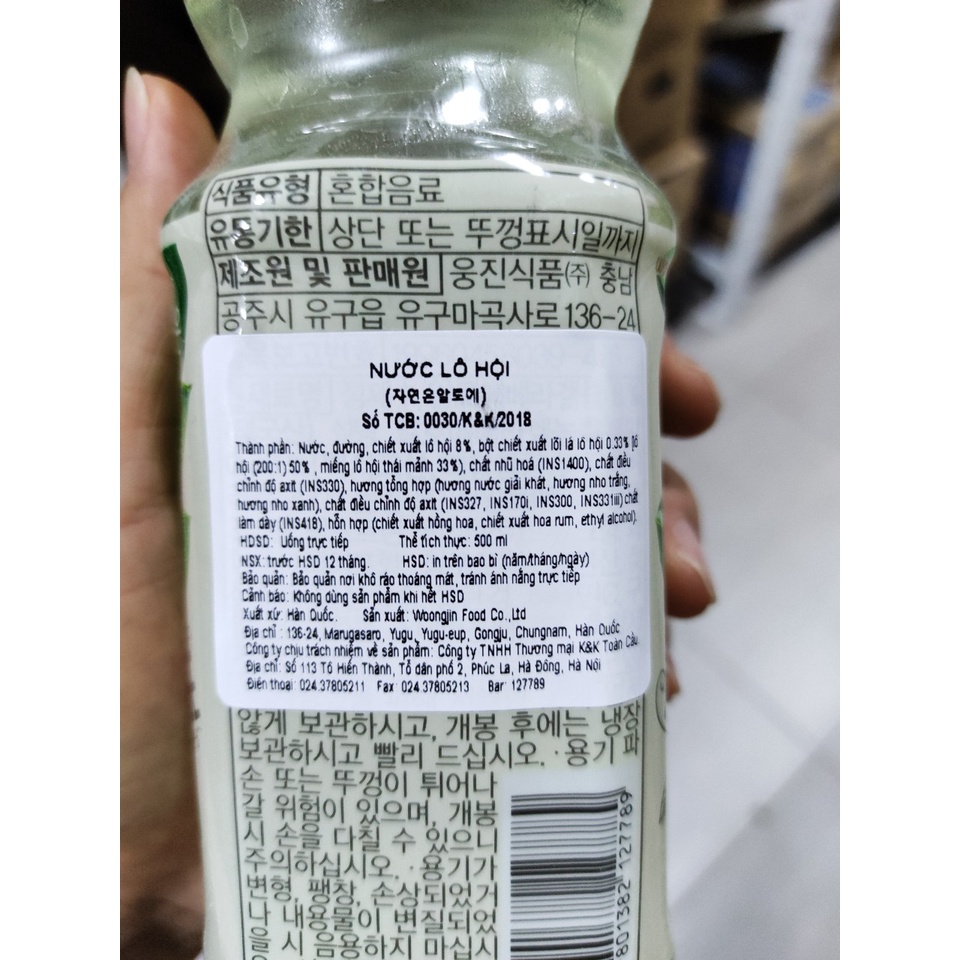 식품유형 혼합음료
유통기한 상단 또는 뚜껑표시일까지
제조원 및 판매원 웅진식품(주) 충남
공주시 유구읍 유구마곡사로 136-24
NƯỚC LÔ HỘI
(자연은알로에)
Số TCB: 0030/K&K/2018
Thành phần: Nước, đường, chiết xuất lô hội 8%, bột chiết xuất lõi lá lô hội 0.33% (lô
hội (200:1) 50% , miếng lô hội thái mảnh 33%), chất nhũ hoá (INS1400), chất điều
chỉnh độ axit (INS330), hương tổng hợp (hương nước giải khát, hương nho trắng,
hương nho xanh), chất điều chỉnh độ axit (INS327, INS170i, INS300, INS331iii) chất
làm dày (INS418), hỗn hợp (chiết xuất hồng hoa, chiết xuất hoa rum, ethyl alcohol).
HDSD: Uống trực tiếp Thể tích thực: 500 ml
NSX: trước HSD 12 tháng. HSD: in trên bao bì (năm/tháng/ngày)
Bảo quản: Bảo quản nơi khô ráo thoáng mát, tránh ánh nắng trực tiếp
Cảnh báo: Không dùng sản phẩm khi hết HSD
Xuất xứ: Hàn Quốc. Sản xuất: Woongjin Food Co.,Ltd
Địa chỉ : 136-24, Marugasaro, Yugu, Yugu-eup, Gongju, Chungnam, Hàn Quốc
Công ty chịu trách nhiệm về sản phẩm: Công ty TNHH Thương mại K&K Toàn Cầu
Địa chỉ: Số 113 Tô Hiến Thành, Tổ dân phố 2, Phúc La, Hà Đông, Hà Nội
Điện thoại: 024.37805211 Fax: 024.37805213 Bar: 127789
않게 보관하시고, 개봉 후에는 냉장
보관하시고 빨리 드십시오. ·용기 파
손 또는 뚜껑이 튀어나
갈 위험이 있으며, 개봉
시 손을 다칠 수 있으니
주의하십시오. ·용기가
변형, 팽창, 손상되었거
나 내용물이 변질되었
을 시 음용하지 마십시
801382 127789